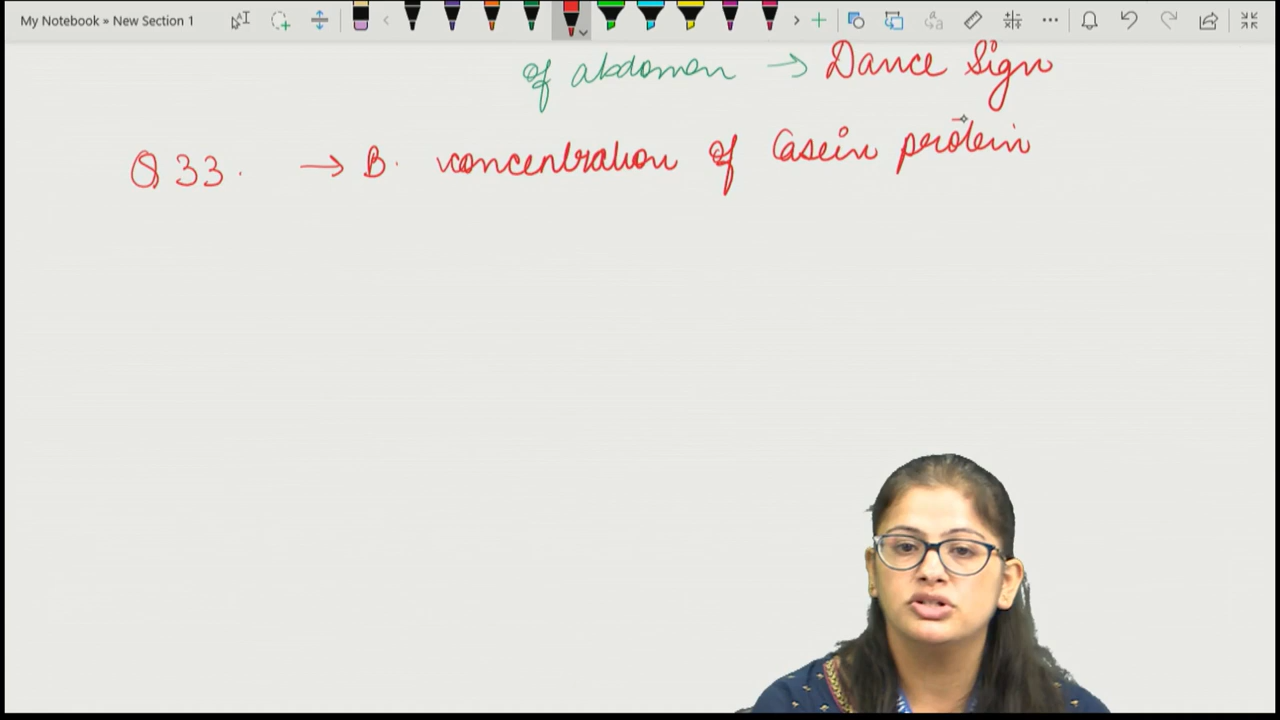 My Notebook » New Section 1
of abdomen → Dance Sign
Q 33. → B. concentration of Casein protein